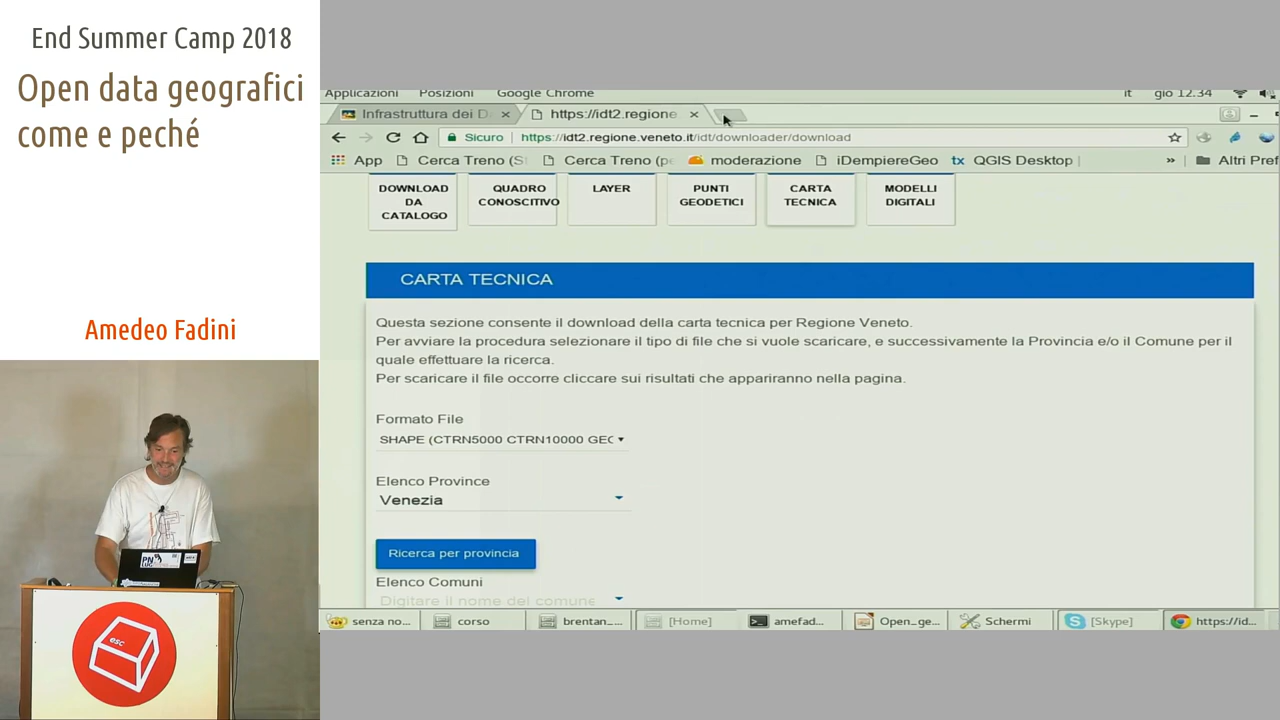 End Summer Camp 2018
Open data geografici
come e peché
Amedeo Fadini
esc
Applicazioni Posizioni Google Chrome it gio 12.34
Infrastruttura dei D
https://idt2.regione
Sicuro https://idt2.regione.veneto.it/idt/downloader/download
App Cerca Treno (St Cerca Treno (pe moderazione iDempiereGeo QGIS Desktop | » Altri Pref
DOWNLOAD
DA
CATALOGO
QUADRO
CONOSCITIVO
LAYER
PUNTI
GEODETICI
CARTA
TECNICA
MODELLI
DIGITALI
CARTA TECNICA
Questa sezione consente il download della carta tecnica per Regione Veneto.
Per avviare la procedura selezionare il tipo di file che si vuole scaricare, e successivamente la Provincia e/o il Comune per il
quale effettuare la ricerca.
Per scaricare il file occorre cliccare sui risultati che appariranno nella pagina.
Formato File
SHAPE (CTRN5000 CTRN10000 GEC
Elenco Province
Venezia
Ricerca per provincia
Elenco Comuni
Digitare il nome del comune
senza no... corso brentan_... [Home] amefad... Open_ge... Schermi [Skype] https://id...